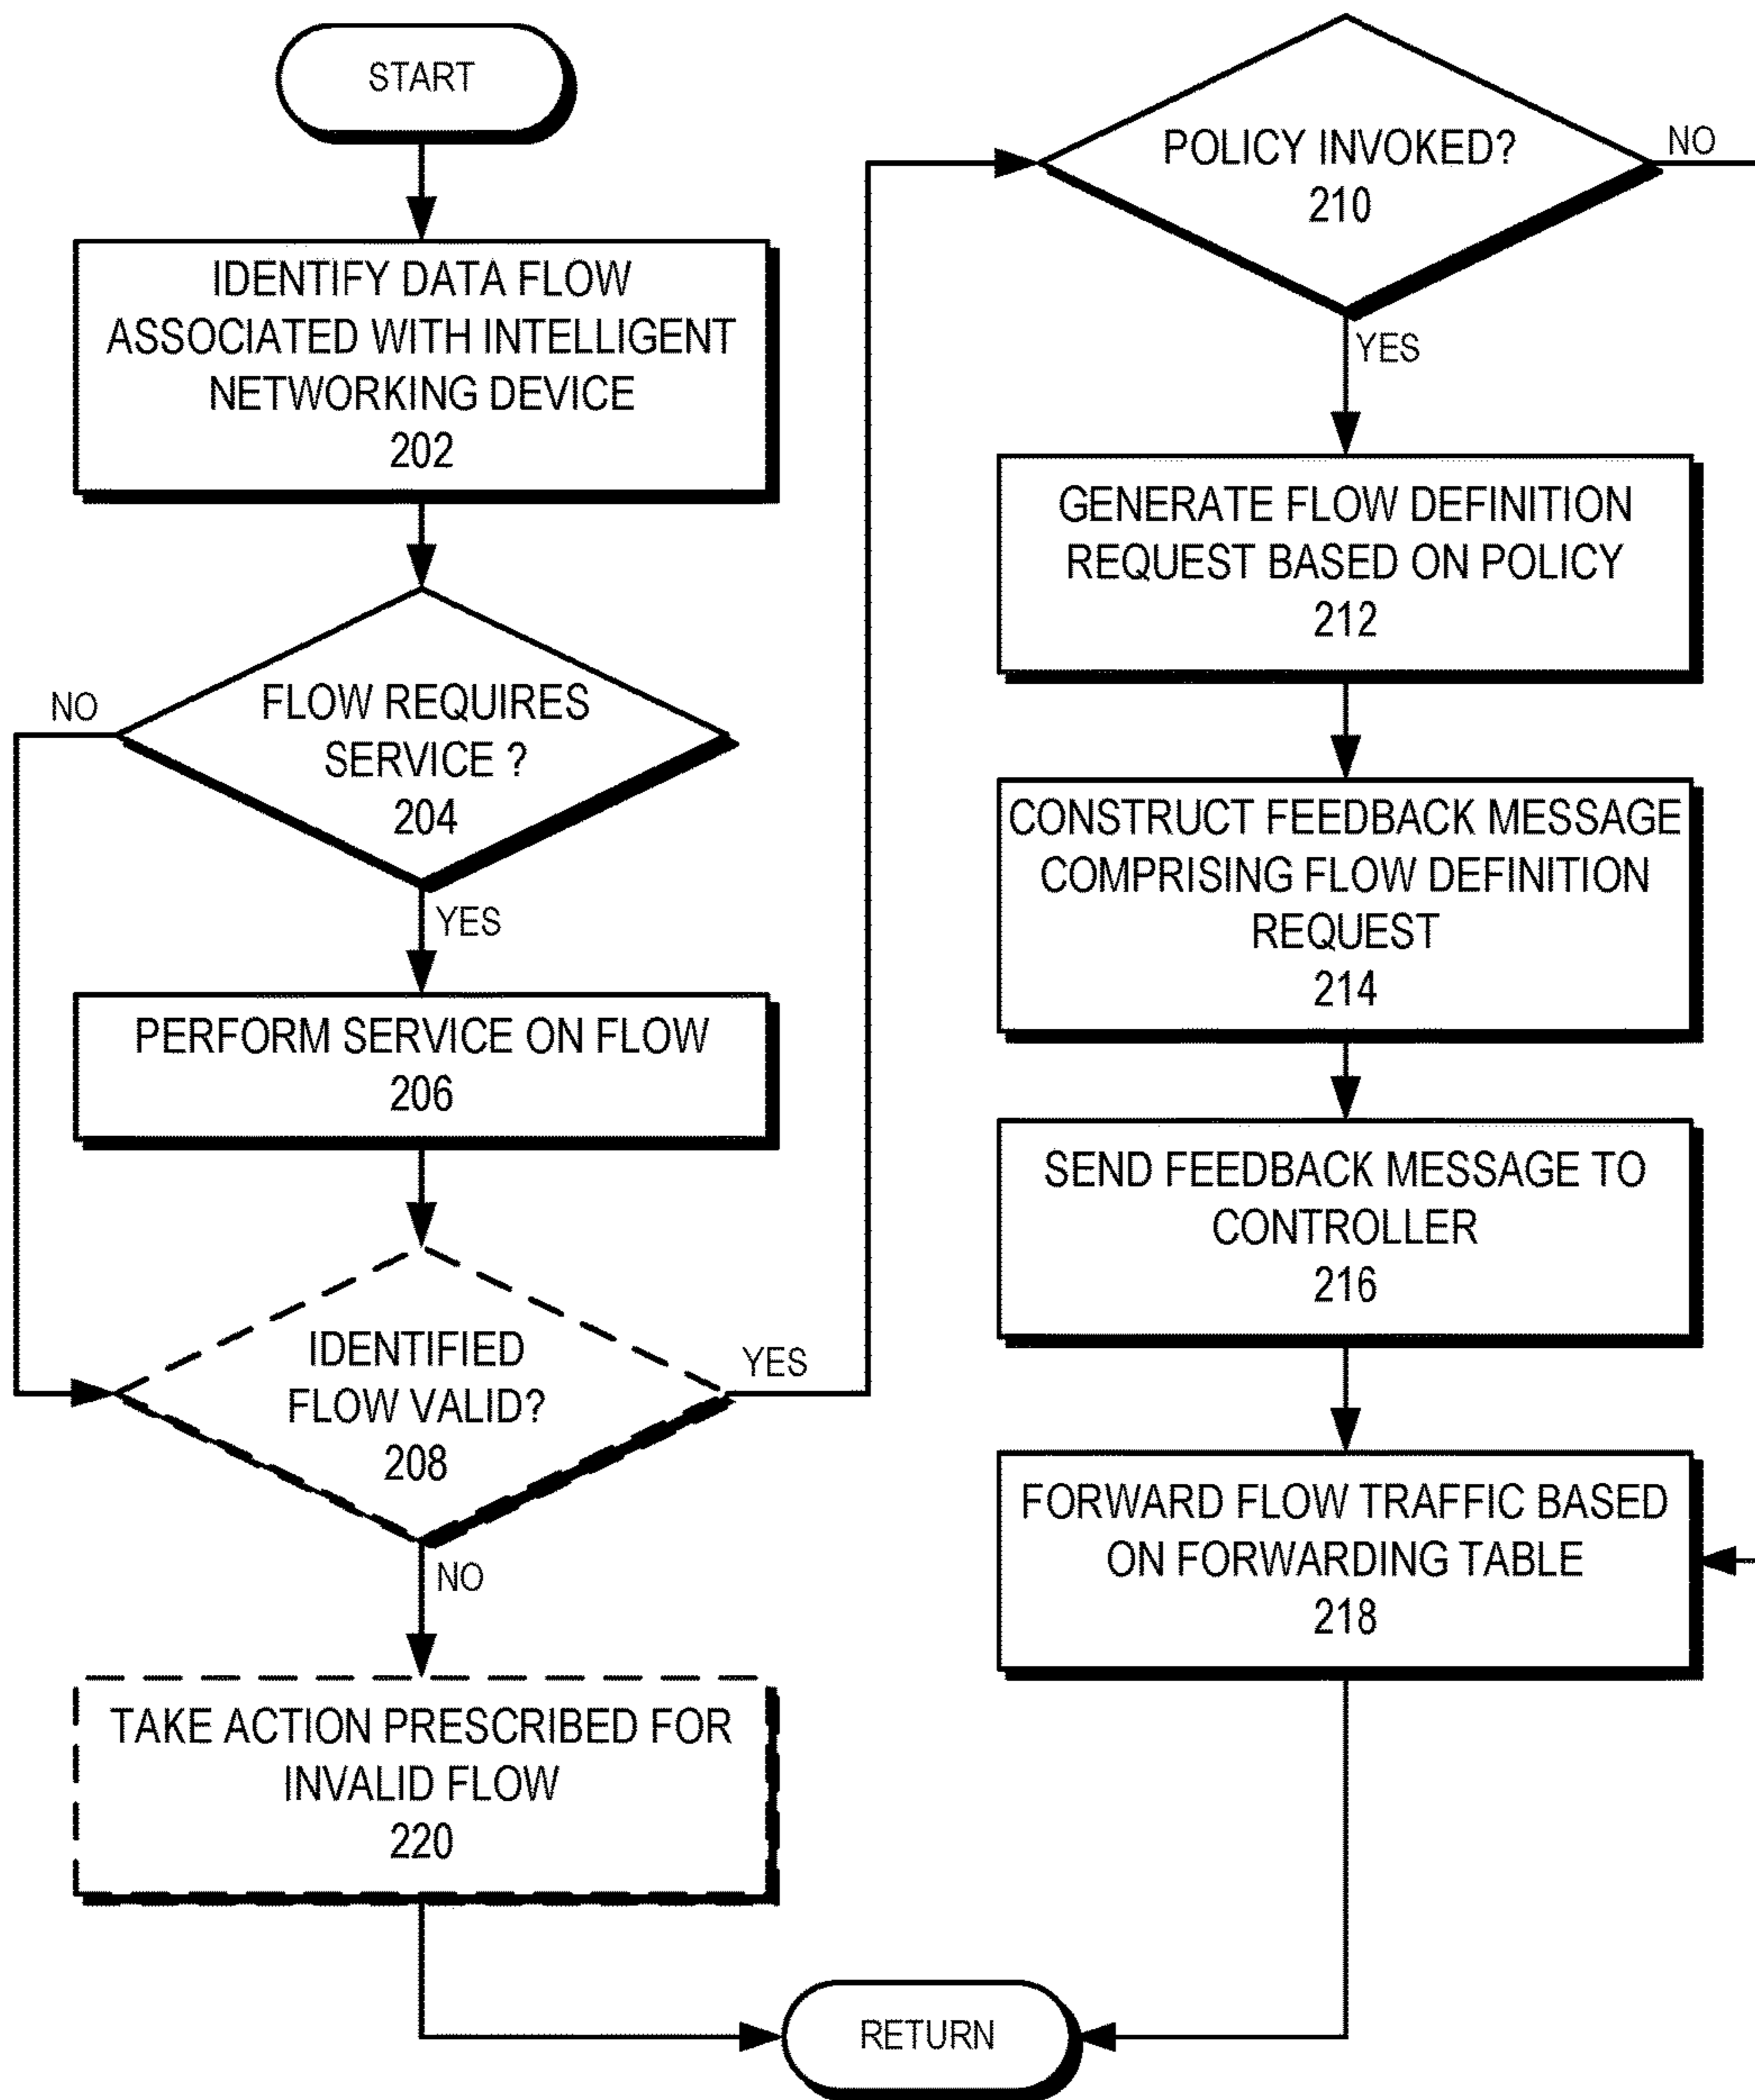 START
IDENTIFY DATA FLOW
ASSOCIATED WITH INTELLIGENT
NETWORKING DEVICE
202
FLOW REQUIRES
SERVICE ?
204
NO
YES
PERFORM SERVICE ON FLOW
206
IDENTIFIED
FLOW VALID?
208
YES
NO
TAKE ACTION PRESCRIBED FOR
INVALID FLOW
220
POLICY INVOKED?
210
NO
YES
GENERATE FLOW DEFINITION
REQUEST BASED ON POLICY
212
CONSTRUCT FEEDBACK MESSAGE
COMPRISING FLOW DEFINITION
REQUEST
214
SEND FEEDBACK MESSAGE TO
CONTROLLER
216
FORWARD FLOW TRAFFIC BASED
ON FORWARDING TABLE
218
RETURN